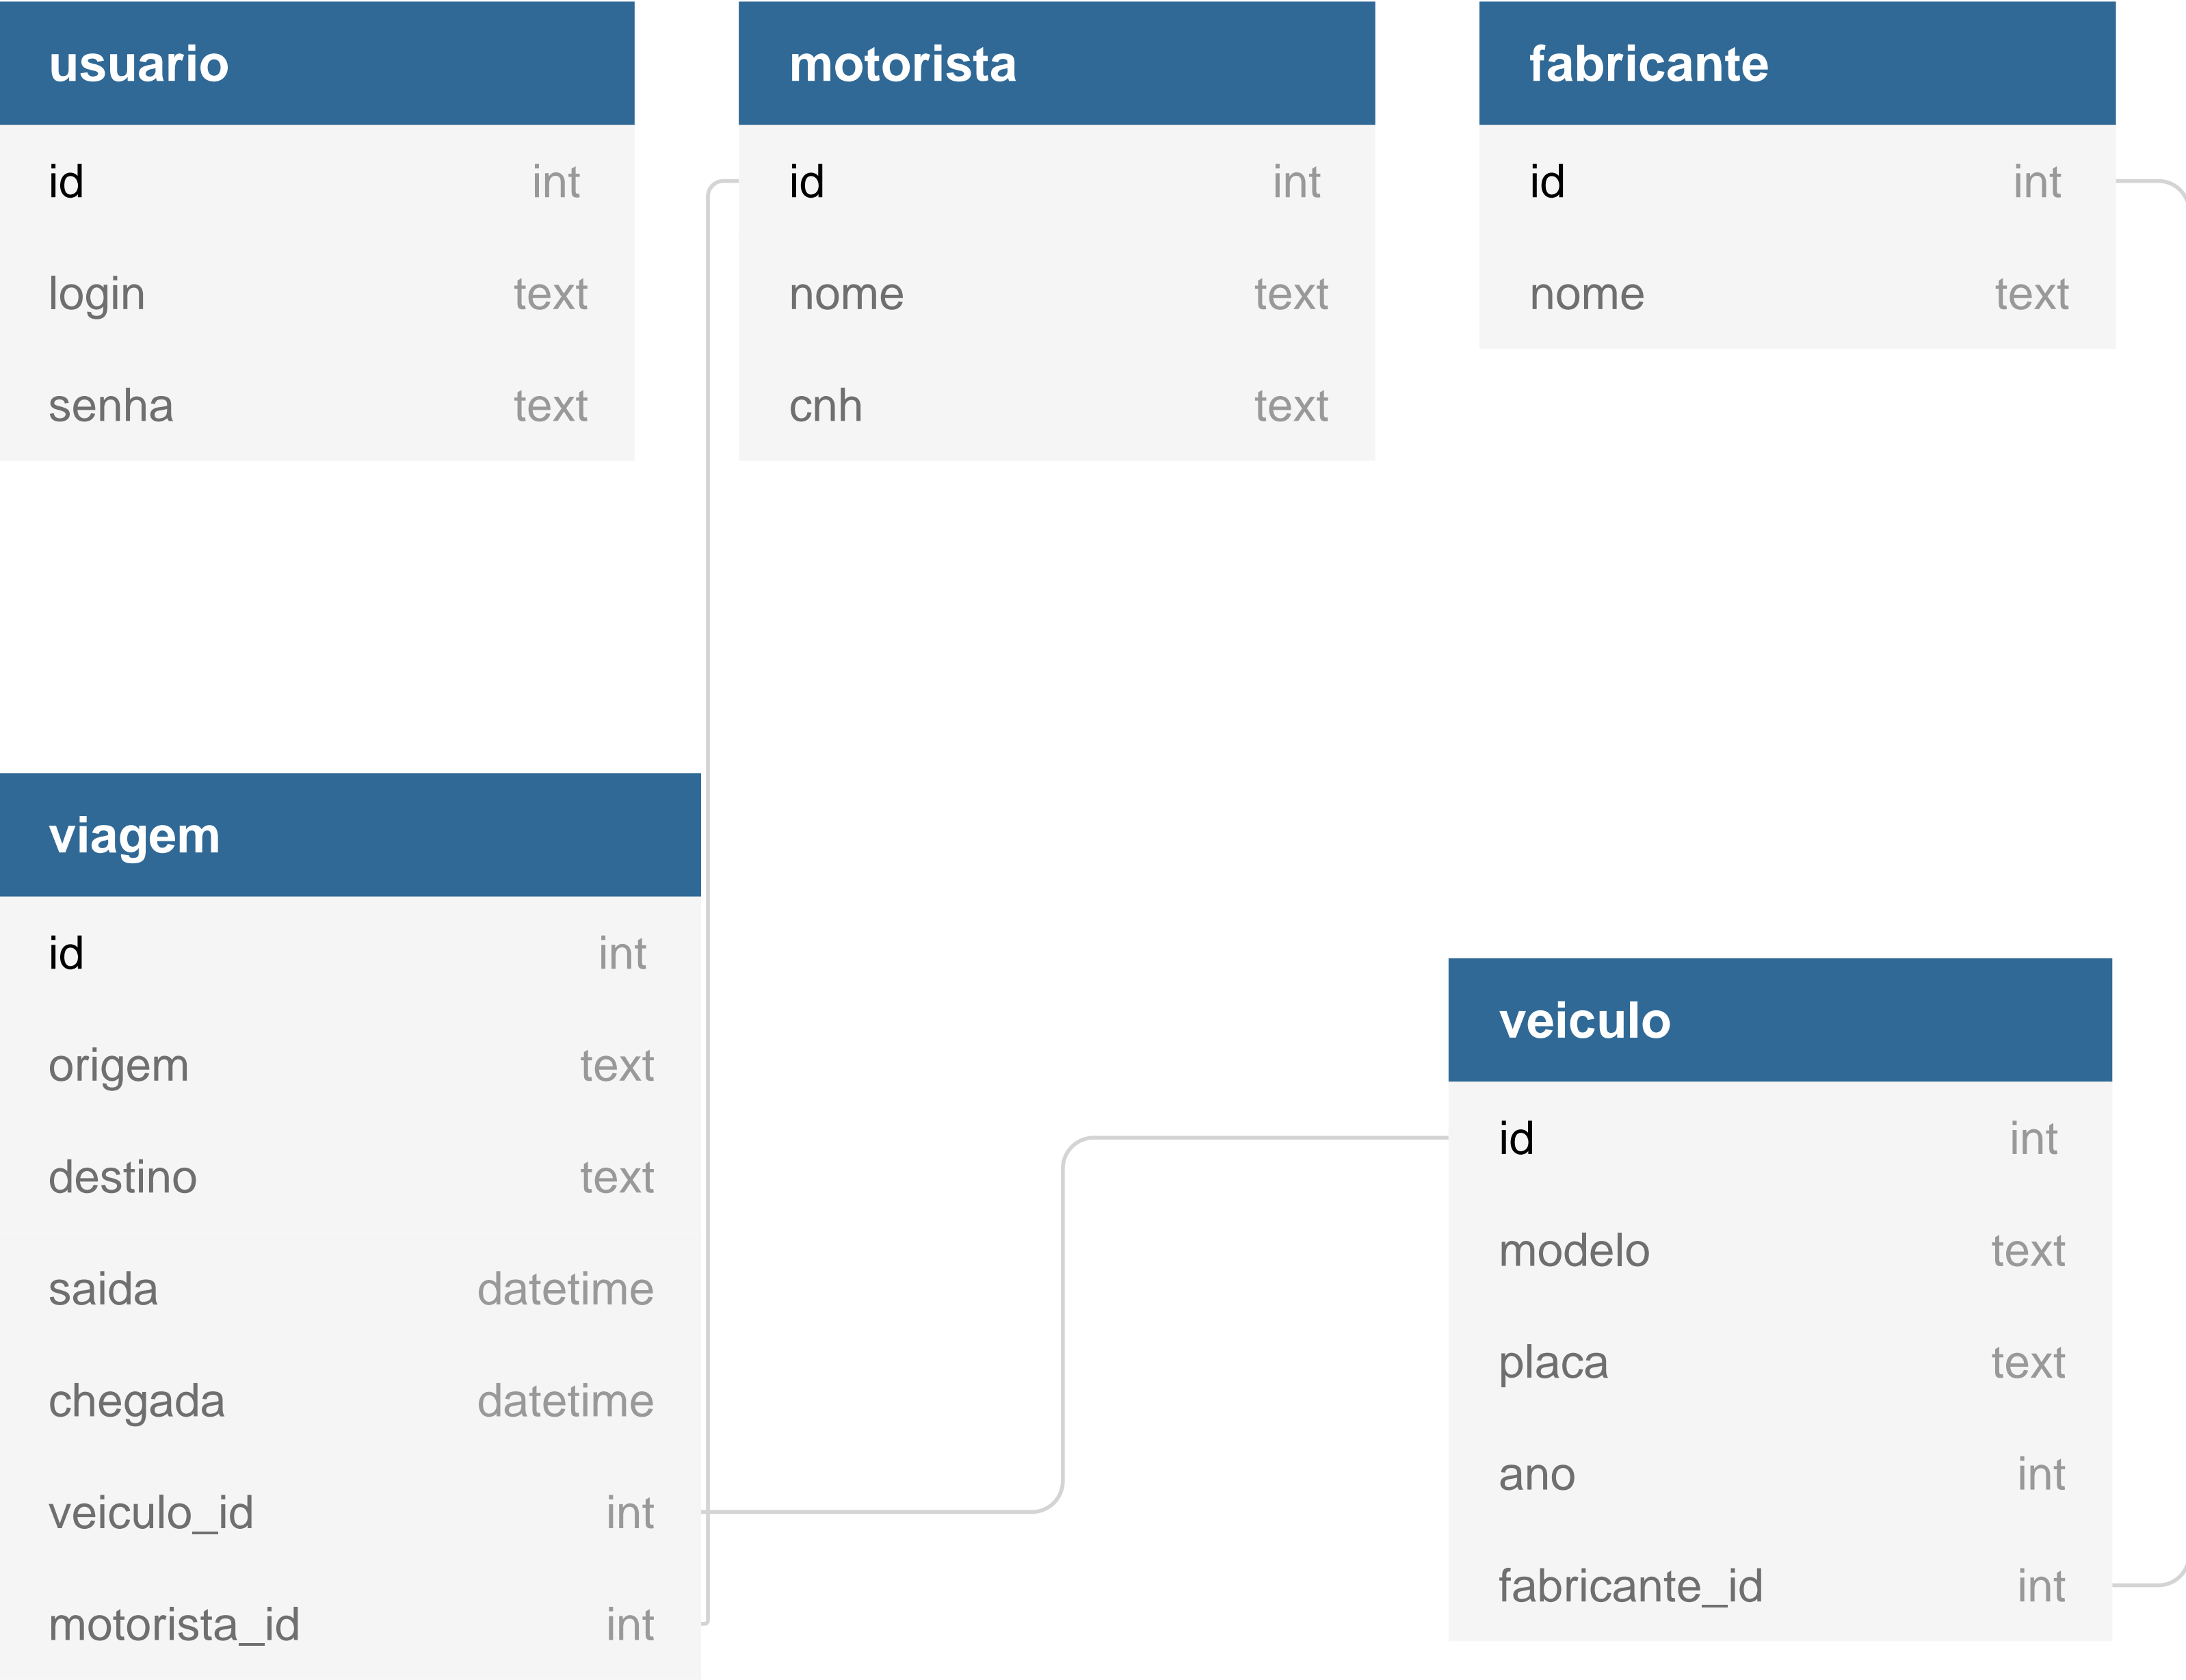 usuario
id int
login text
senha text
motorista
id int
nome text
cnh text
fabricante
id int
nome text
viagem
id int
origem text
destino text
saida datetime
chegada datetime
veiculo_id int
motorista_id int
veiculo
id int
modelo text
placa text
ano int
fabricante_id int